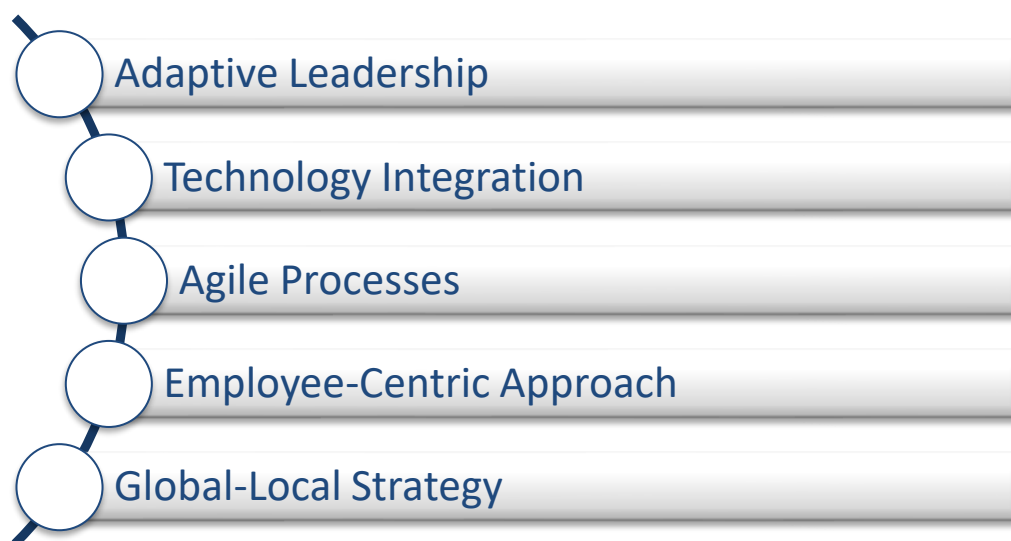 Adaptive Leadership
Technology Integration
Agile Processes
Employee-Centric Approach
Global-Local Strategy